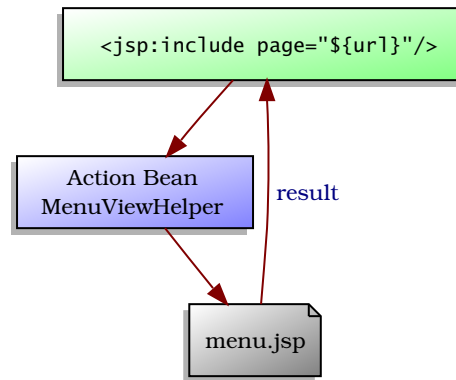 <jsp:include page="${url}"/>
Action Bean
MenuViewHelper
result
menu.jsp